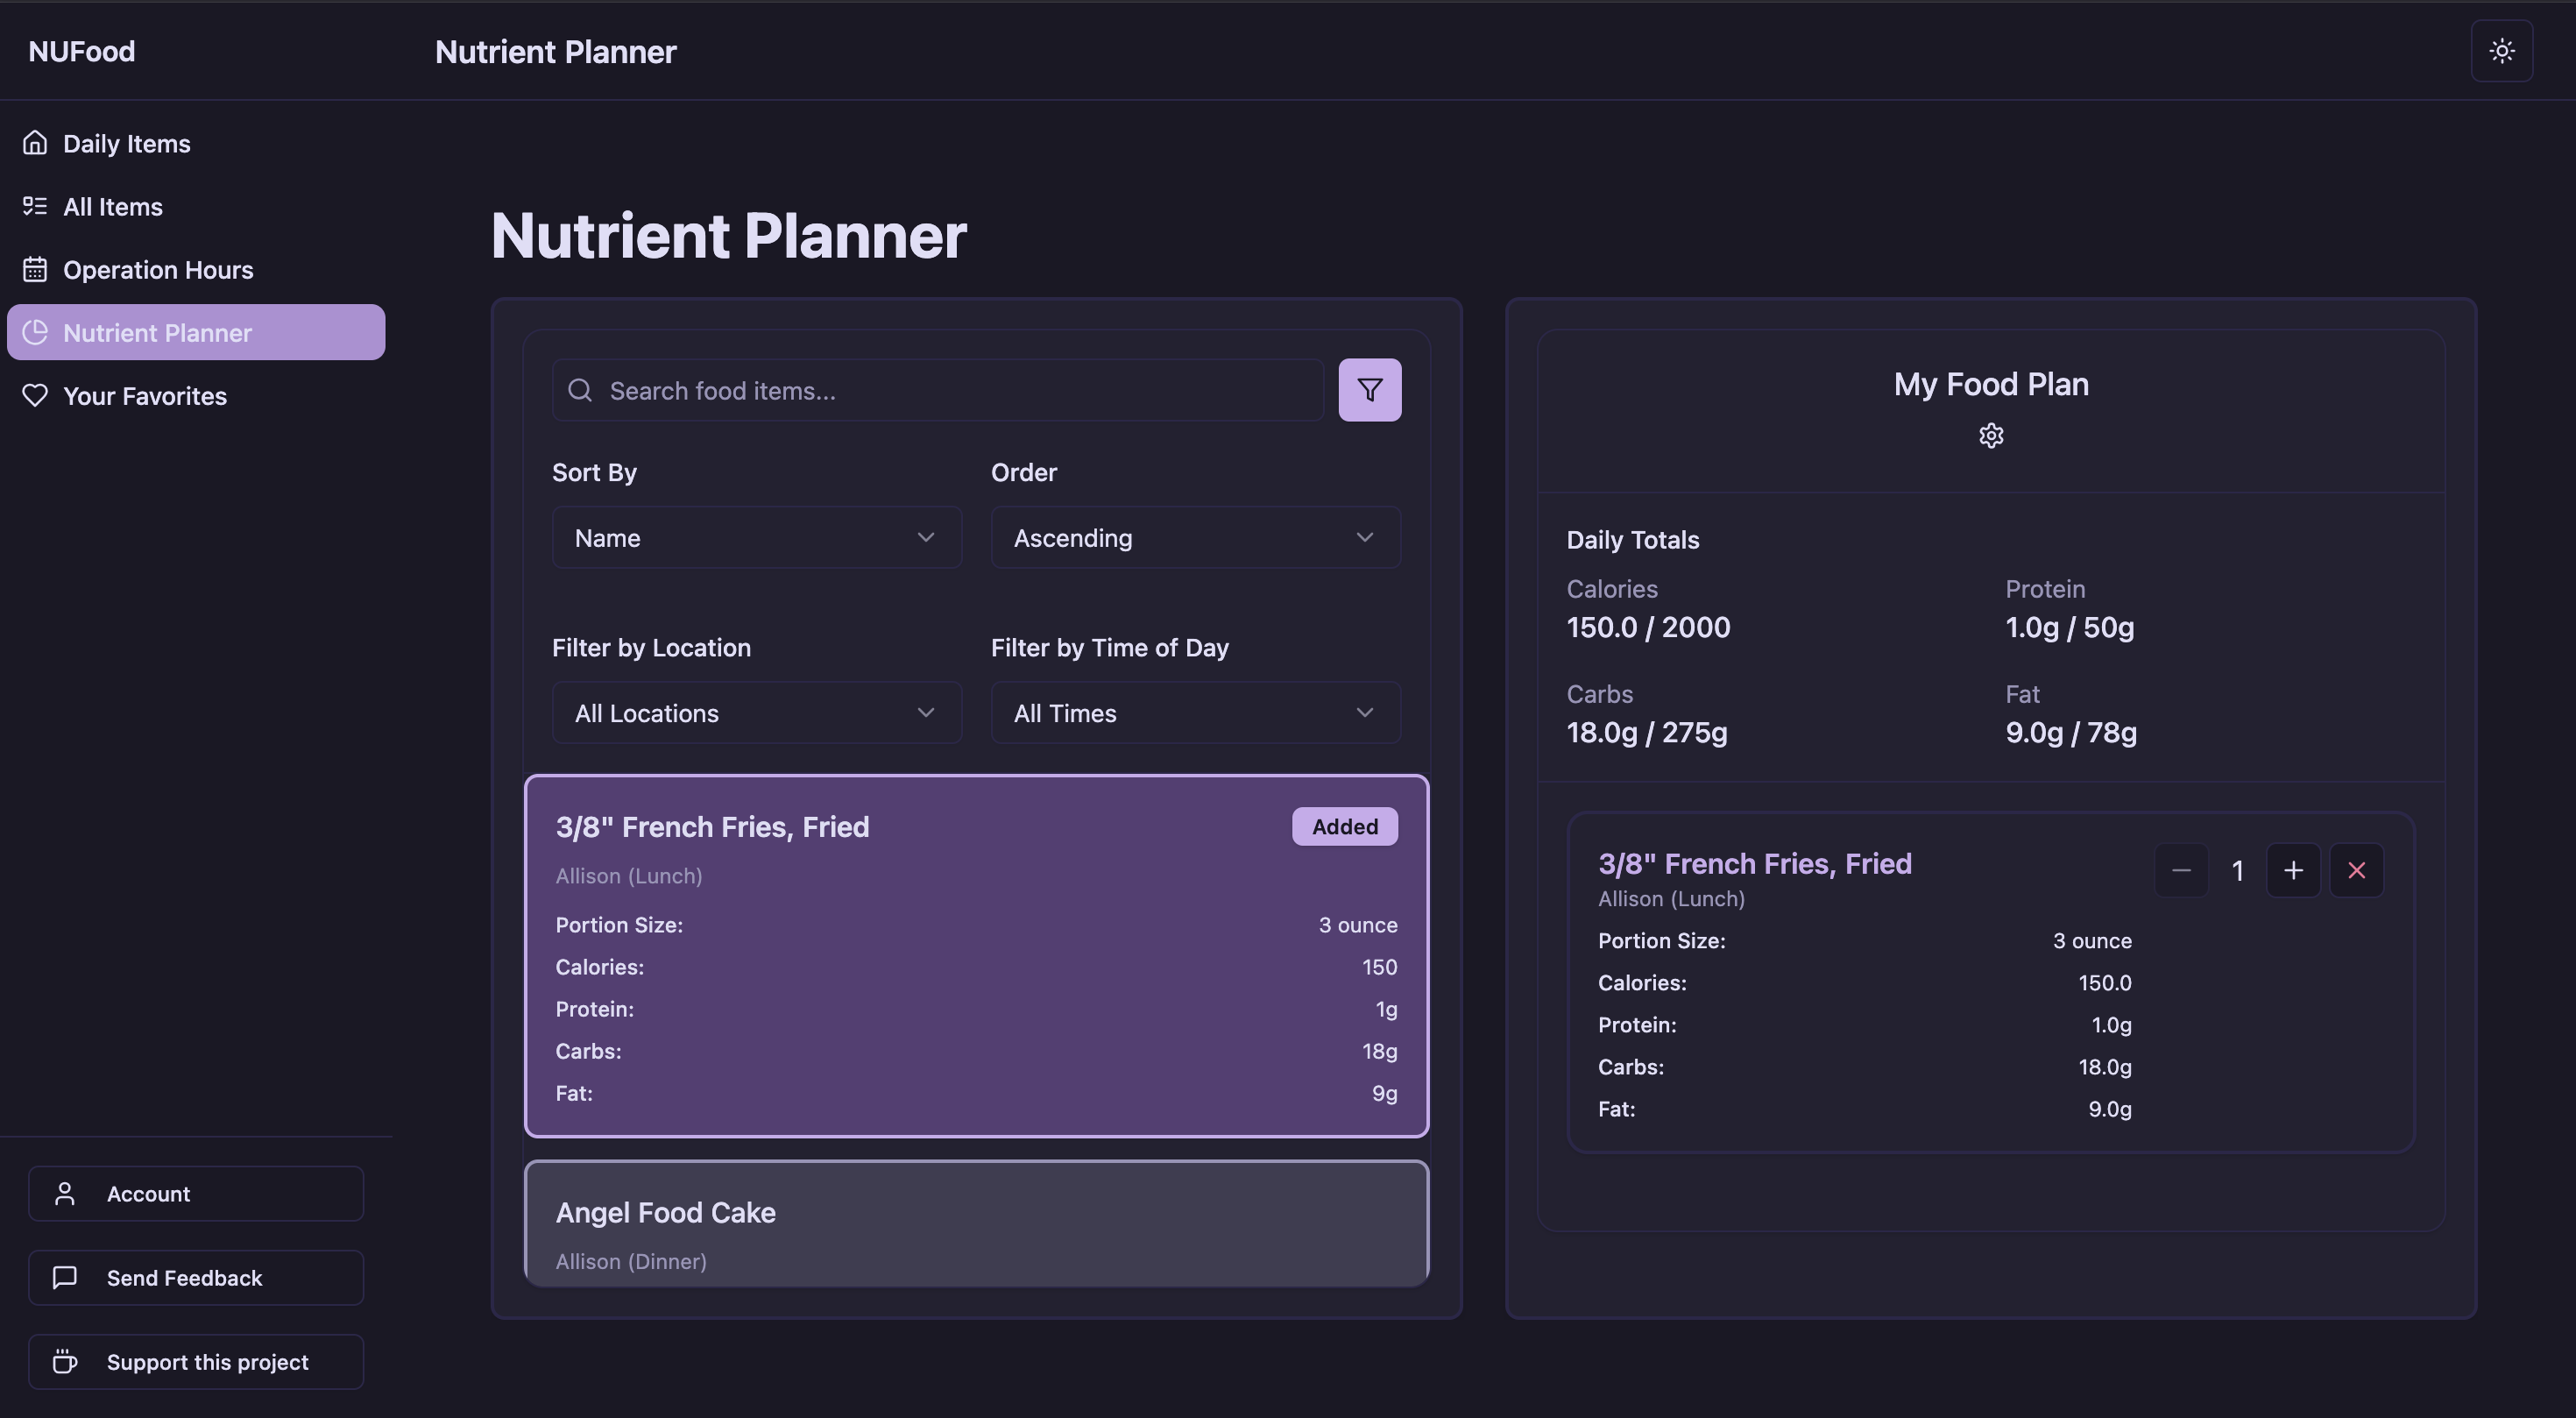 NUFood
Nutrient Planner
Daily Items
All Items
Operation Hours
Nutrient Planner
Your Favorites
Account
Send Feedback
Support this project
Nutrient Planner
Search food items...
Sort By
Order
Name
Ascending
Filter by Location
Filter by Time of Day
All Locations
All Times
3/8" French Fries, Fried
Added
Allison (Lunch)
Portion Size: 3 ounce
Calories: 150
Protein: 1g
Carbs: 18g
Fat: 9g
Angel Food Cake
Allison (Dinner)
My Food Plan
Daily Totals
Calories
Protein
150.0 / 2000
1.0g / 50g
Carbs
Fat
18.0g / 275g
9.0g / 78g
3/8" French Fries, Fried
1
Allison (Lunch)
Portion Size: 3 ounce
Calories: 150.0
Protein: 1.0g
Carbs: 18.0g
Fat: 9.0g